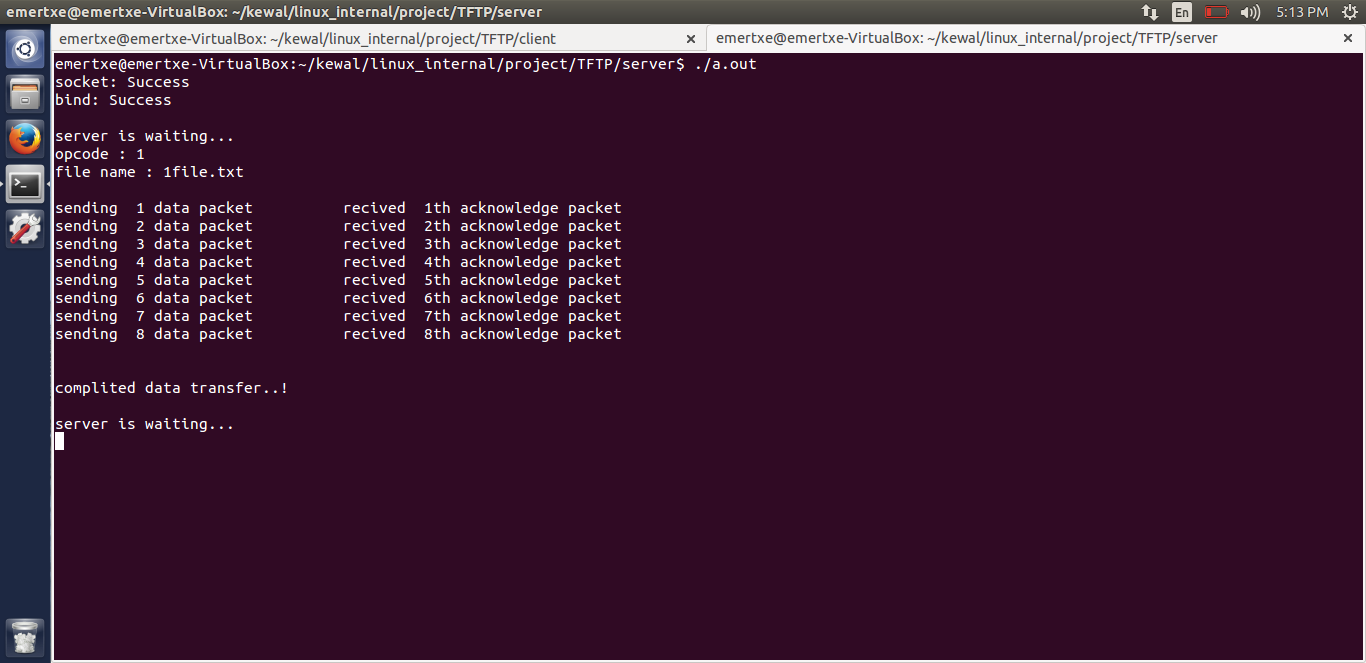 emertxe@emertxe-VirtualBox: ~/kewal/linux_internal/project/TFTP/server
En
5:13 PM
emertxe@emertxe-VirtualBox: ~/kewal/linux_internal/project/TFTP/client
emertxe@emertxe-VirtualBox: ~/kewal/linux_internal/project/TFTP/server
emertxe@emertxe-VirtualBox:~/kewal/linux_internal/project/TFTP/server$ ./a.out
socket: Success
bind: Success
server is waiting...
opcode : 1
file name : 1file.txt
sending  1 data packet          recived  1th acknowledge packet
sending  2 data packet          recived  2th acknowledge packet
sending  3 data packet          recived  3th acknowledge packet
sending  4 data packet          recived  4th acknowledge packet
sending  5 data packet          recived  5th acknowledge packet
sending  6 data packet          recived  6th acknowledge packet
sending  7 data packet          recived  7th acknowledge packet
sending  8 data packet          recived  8th acknowledge packet
complited data transfer..!
server is waiting...